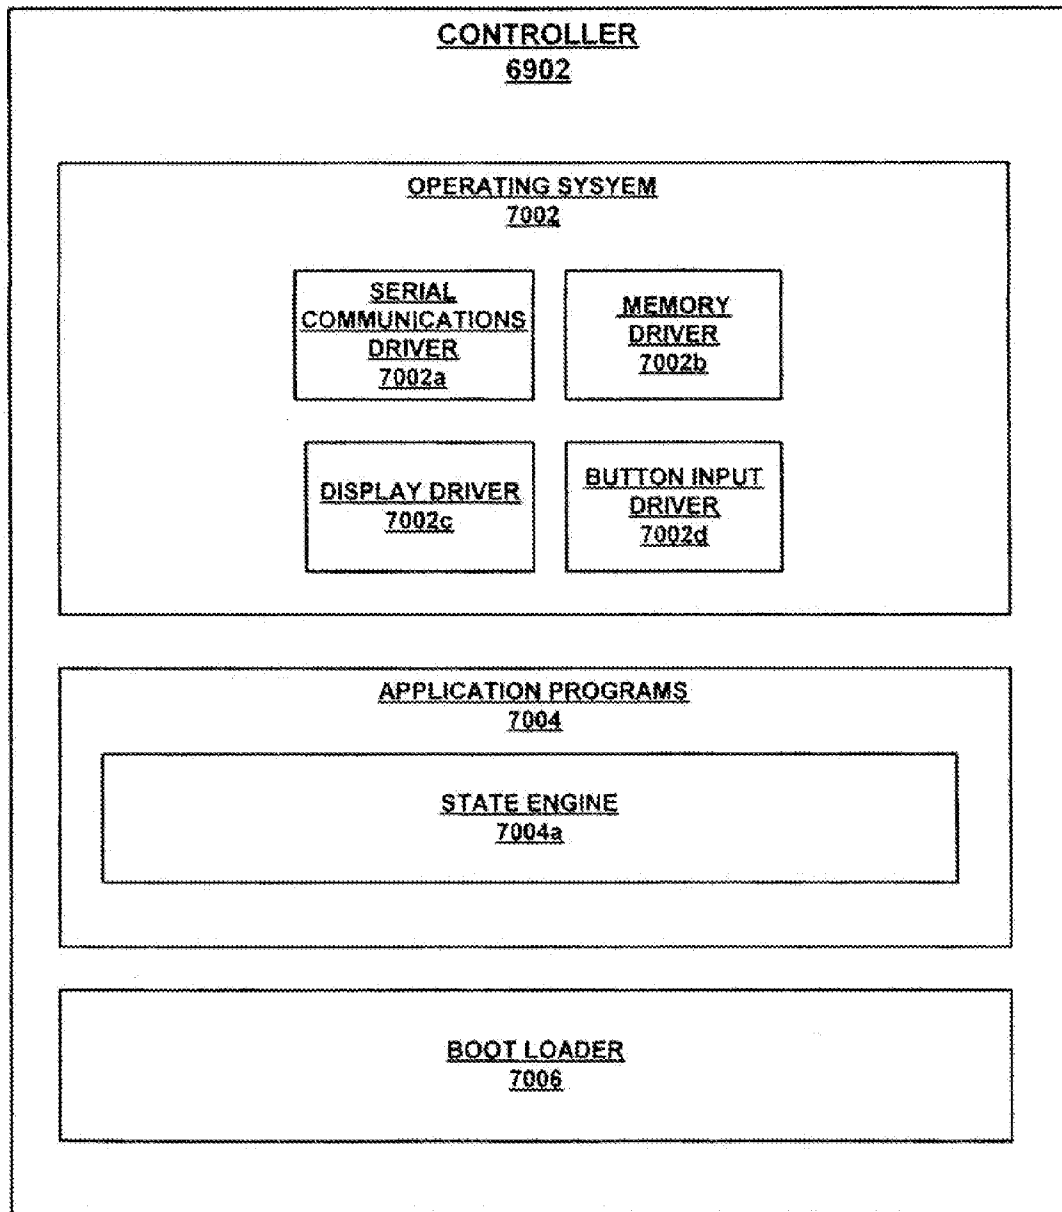 CONTROLLER
6902
OPERATING SYSYEM
7002
SERIAL
COMMUNICATIONS
DRIVER
7002a
MEMORY
DRIVER
7002b
DISPLAY DRIVER
7002c
BUTTON INPUT
DRIVER
7002d
APPLICATION PROGRAMS
7004
STATE ENGINE
7004a
BOOT LOADER
7006